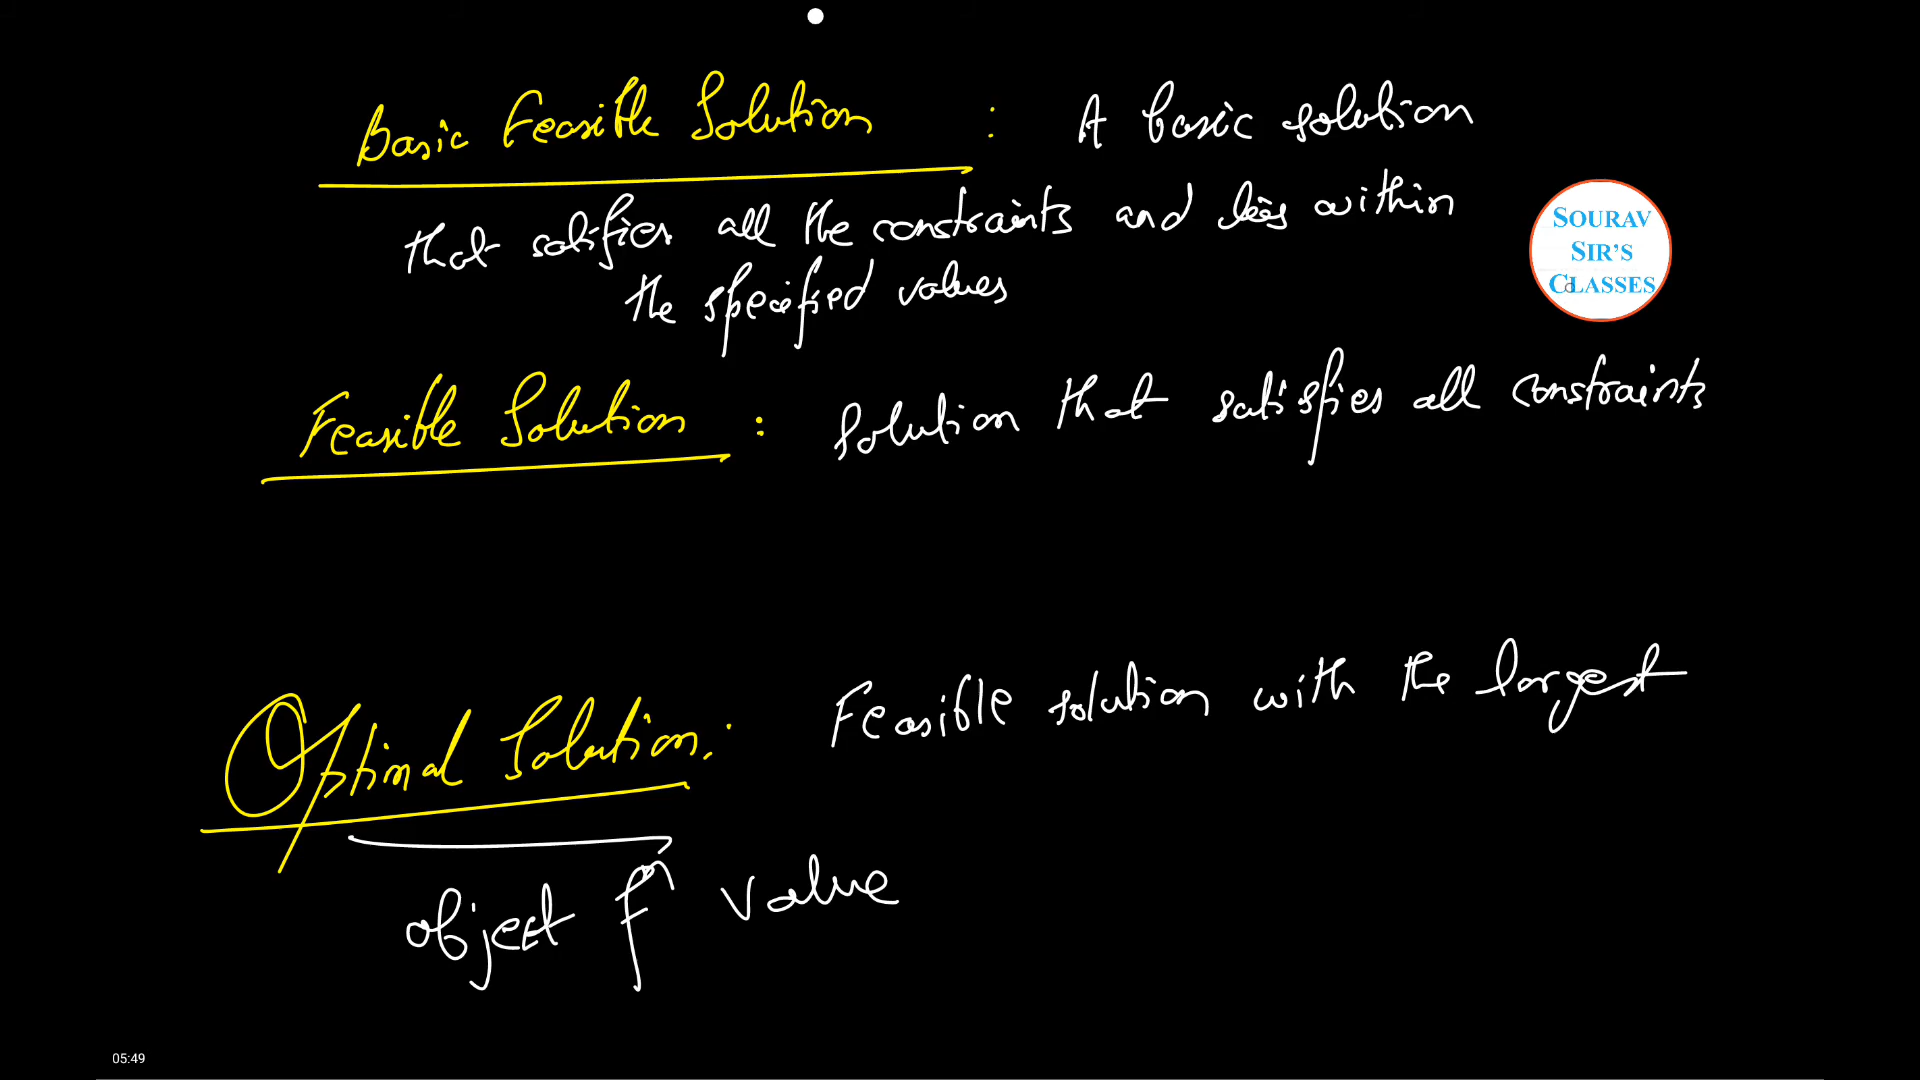 Basic Feasible Solution : A basic solution
that satisfies all the constraints and lies within
the specified values
SOURAV
SIR'S
CLASSES
Feasible Solution : Solution that satisfies all constraints
Optimal Solution : Feasible solution with the largest
object fⁿ value
05:49